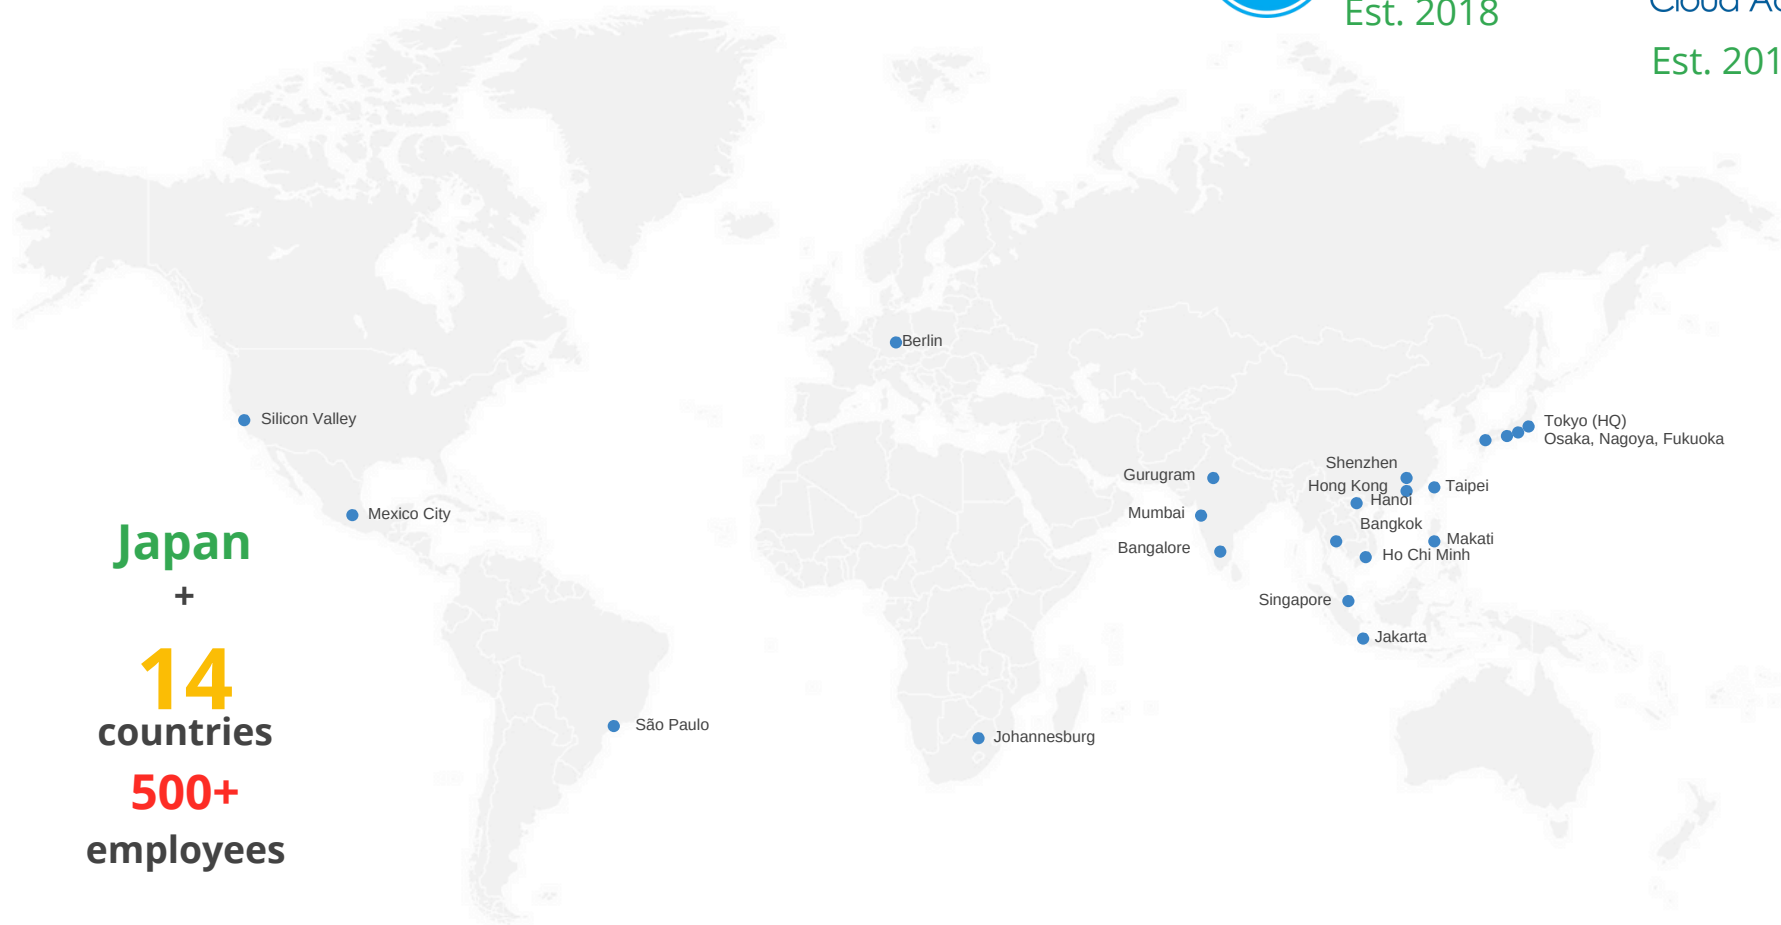 Est. 2018
Cloud
Est. 201
Berlin
Silicon Valley
Tokyo (HQ)
Osaka, Nagoya, Fukuoka
Shenzhen
Gurugram
Hong Kong
Taipei
Hanoi
Mexico City
Mumbai
Bangkok
Makati
Bangalore
Ho Chi Minh
Japan
+
Singapore
Jakarta
14
countries
São Paulo
Johannesburg
500+
employees